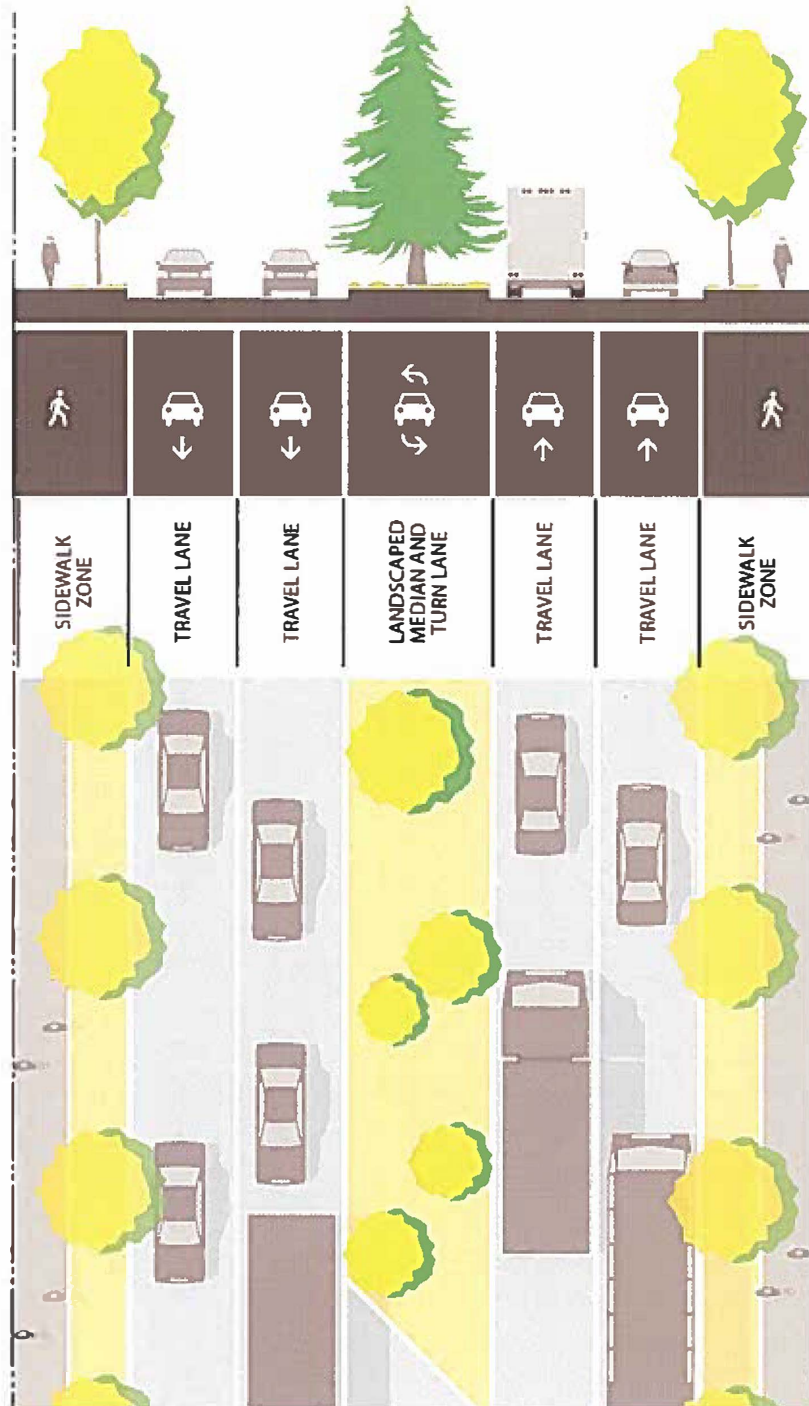 SIDEWALK
ZONE
TRAVEL LANE
TRAVEL LANE
LANDSCAPED
MEDIAN AND
TURN LANE
TRAVEL LANE
TRAVEL LANE
SIDEWALK
ZONE